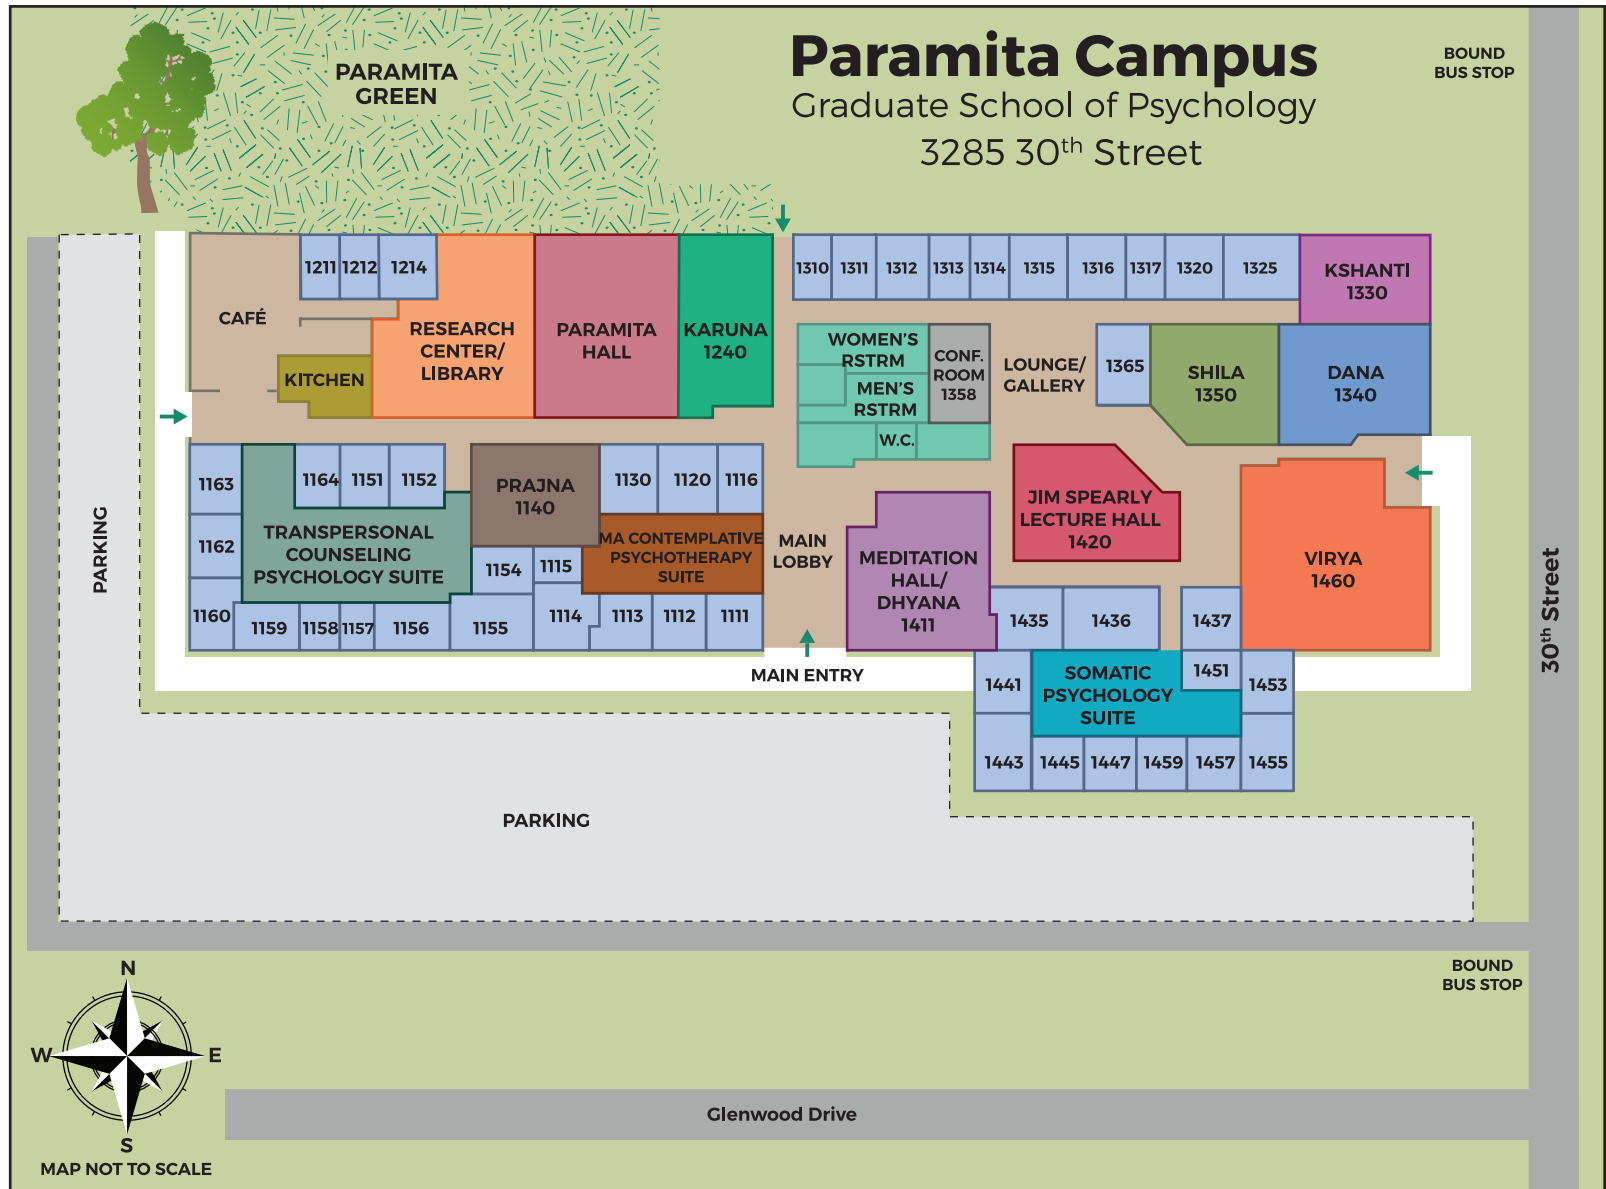 Paramita Campus
Graduate School of Psychology
3285 30th Street
BOUND
BUS STOP
PARAMITA
GREEN
CAFÉ
1211
1212
1214
RESEARCH
CENTER/
LIBRARY
KITCHEN
PARAMITA
HALL
KARUNA
1240
1310
1311
1312
1313
1314
1315
1316
1317
1320
1325
KSHANTI
1330
WOMEN'S
RSTRM
MEN'S
RSTRM
W.C.
CONF.
ROOM
1358
LOUNGE/
GALLERY
1365
SHILA
1350
DANA
1340
1163
1164
1151
1152
PRAJNA
1140
1130
1120
1116
1162
TRANSPERSONAL
COUNSELING
PSYCHOLOGY SUITE
MA CONTEMPLATIVE
PSYCHOTHERAPY
SUITE
1154
1115
1160
1159
1158
1157
1156
1155
1114
1113
1112
1111
MAIN
LOBBY
MAIN ENTRY
MEDITATION
HALL/
DHYANA
1411
JIM SPEARLY
LECTURE HALL
1420
VIRYA
1460
1435
1436
1437
1441
SOMATIC
PSYCHOLOGY
SUITE
1451
1453
1443
1445
1447
1459
1457
1455
PARKING
PARKING
30th Street
BOUND
BUS STOP
N
W
E
S
MAP NOT TO SCALE
Glenwood Drive